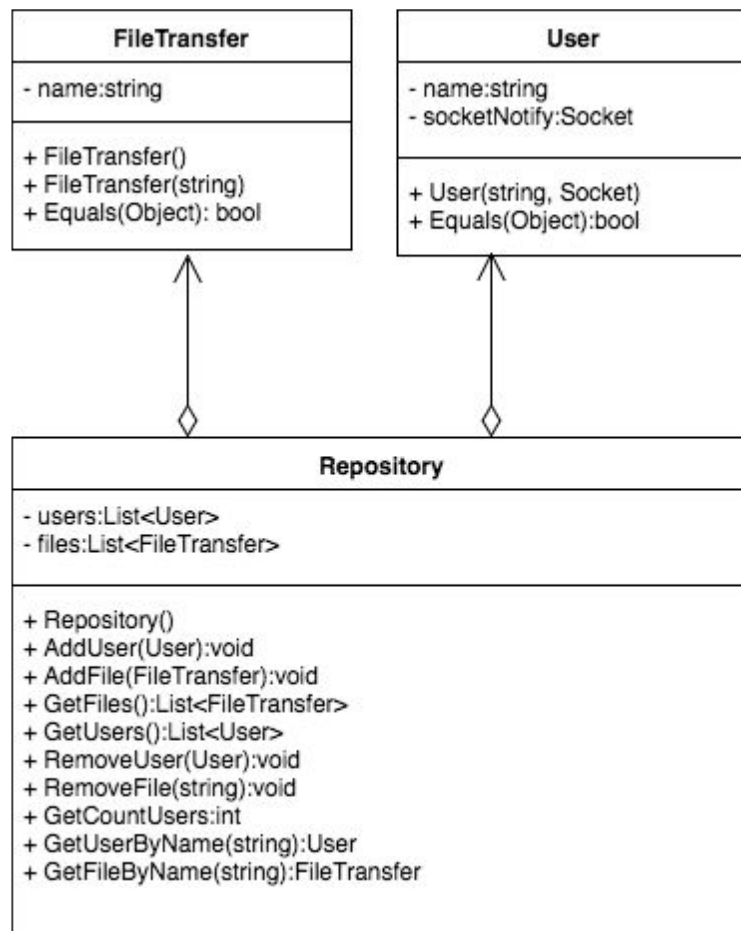 FileTransfer
- name:string
+ FileTransfer()
+ FileTransfer(string)
+ Equals(Object): bool
User
- name:string
- socketNotify:Socket
+ User(string, Socket)
+ Equals(Object):bool
Repository
- users:List<User>
- files:List<FileTransfer>
+ Repository()
+ AddUser(User):void
+ AddFile(FileTransfer):void
+ GetFiles():List<FileTransfer>
+ GetUsers():List<User>
+ RemoveUser(User):void
+ RemoveFile(string):void
+ GetCountUsers:int
+ GetUserByName(string):User
+ GetFileByName(string):FileTransfer